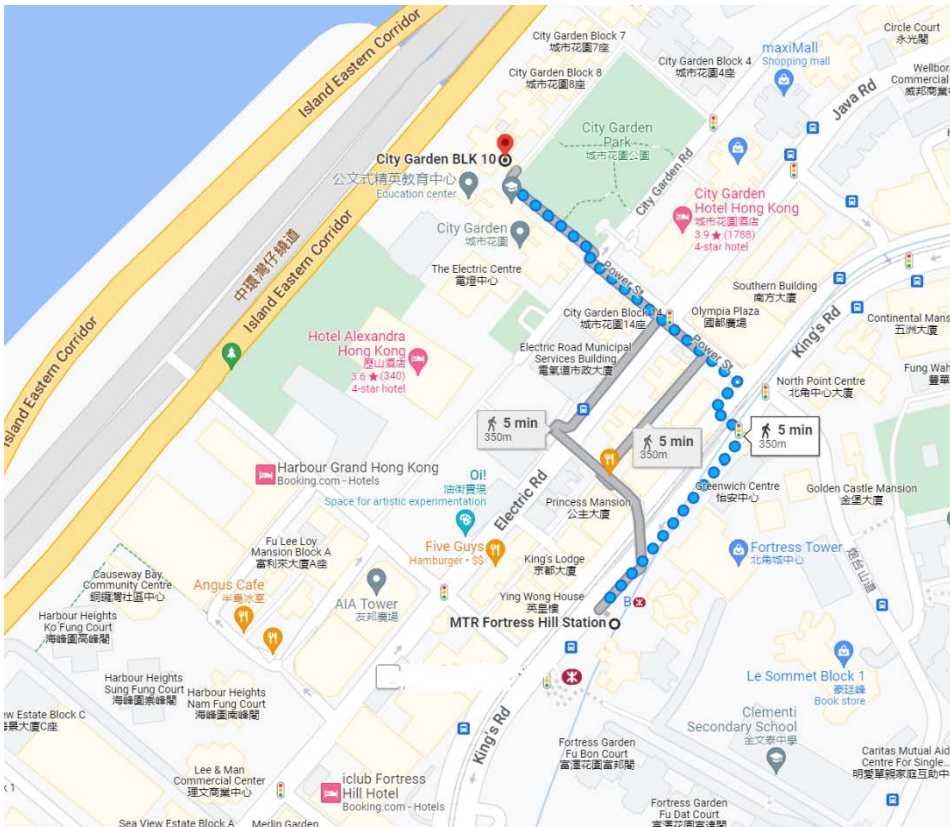 City Garden Block 7
城市花園7座
City Garden Block 8
城市花園8座
City Garden Block 4
城市花園4座
maxiMall
Shopping mall
Circle Court
永光閣
Wellbor
Commercial
威邦商業中
Java Rd
Island Eastern Corridor
City Garden
Park
城市花園公園
City Garden Rd
City Garden BLK 10
公文式精英教育中心
Education center
City Garden
Hotel Hong Kong
城市花園酒店
3.9 ★ (1788)
4-star hotel
City Garden
城市花園
The Electric Centre
電燈中心
中環灣仔繞道
Island Eastern Corridor
Power St
Southern Building
南方大廈
City Garden Block 14
城市花園14座
Olympia Plaza
國都廣場
King's Rd
Continental Mans
五洲大廈
Island Eastern Corridor
Hotel Alexandra
Hong Kong
歷山酒店
3.6 ★ (340)
4-star hotel
Electric Road Municipal
Services Building
電氣道市政大廈
Power St
North Point Centre
北角中心大廈
Fung Wah
豐華
5 min
350m
5 min
350m
5 min
350m
Harbour Grand Hong Kong
Booking.com - Hotels
Oi!
油街實現
Space for artistic experimentation
Electric Rd
Princess Mansion
公主大廈
Greenwich Centre
怡安中心
Golden Castle Mansion
金堡大廈
Fu Lee Loy
Mansion Block A
富利來大廈A座
Five Guys
Hamburger • $$
King's Lodge
京都大廈
Fortress Tower
北角城中心
炮台山道
Causeway Bay
Community Centre
銅鑼灣社區中心
Angus Cafe
半島冰室
AIA Tower
友邦廣場
Ying Wong House
英皇樓
B
Harbour Heights
Ko Fung Court
海峰園高峰閣
MTR Fortress Hill Station
Harbour Heights
Sung Fung Court
海峰園崇峰閣
Harbour Heights
Nam Fung Court
海峰園南峰閣
Le Sommet Block 1
豪廷峰
Book store
ew Estate Block C
景大廈C座
King's Rd
Clementi
Secondary School
金文泰中學
Fortress Garden
Fu Bon Court
富澤花園富邦閣
Caritas Mutual Aid
Centre For Single...
明愛單親家庭互助中
Lee & Man
Commercial Center
理文商業中心
x 1
iclub Fortress
Hill Hotel
Booking.com - Hotels
Fortress Garden
Fu Dat Court
富澤花園富達閣
Sea View Estate Block A
Merlin Garden